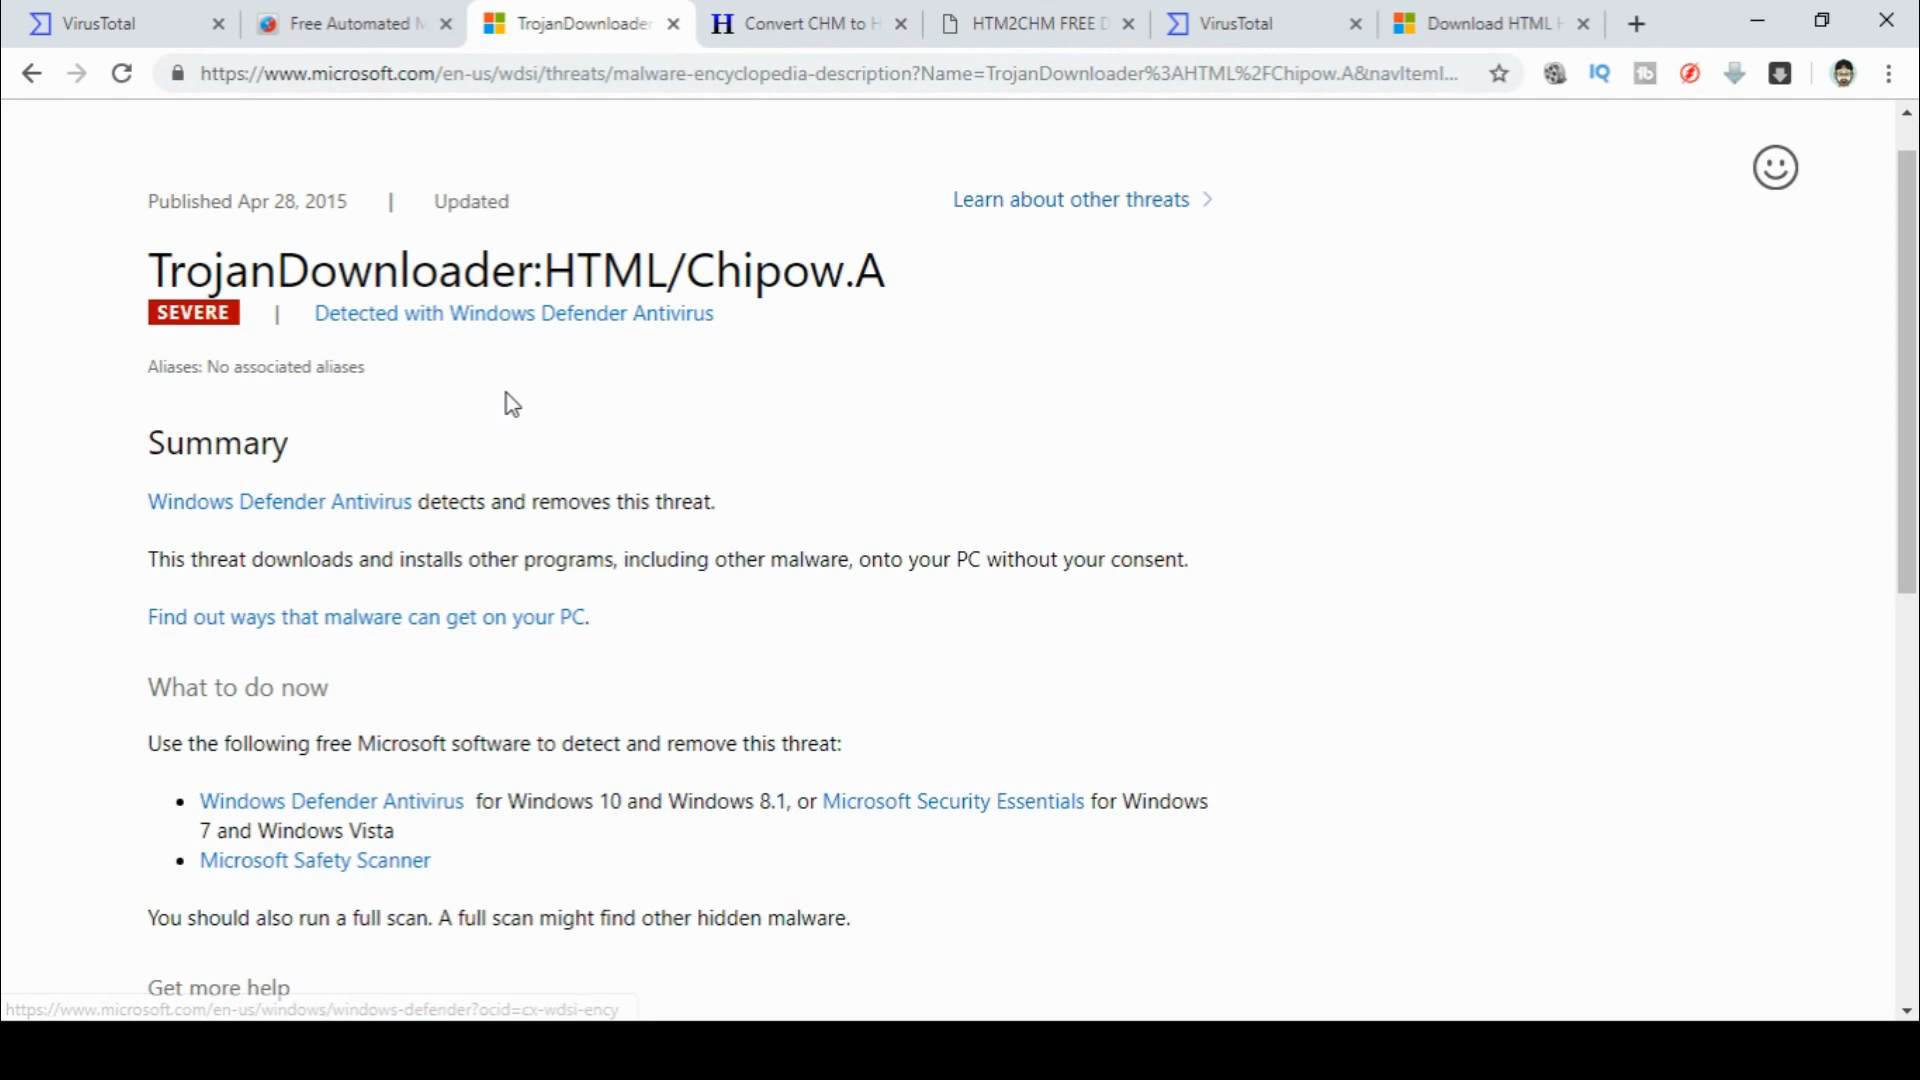 VirusTotal
Free Automated M
TrojanDownloader
Convert CHM to H
HTM2CHM FREE D
VirusTotal
Download HTML H
https://www.microsoft.com/en-us/wdsi/threats/malware-encyclopedia-description?Name=TrojanDownloader%3AHTML%2FChipow.A&navItemI...
IQ
tb
Published Apr 28, 2015 | Updated
Learn about other threats
TrojanDownloader:HTML/Chipow.A
SEVERE | Detected with Windows Defender Antivirus
Aliases: No associated aliases
Summary
Windows Defender Antivirus detects and removes this threat.
This threat downloads and installs other programs, including other malware, onto your PC without your consent.
Find out ways that malware can get on your PC.
What to do now
Use the following free Microsoft software to detect and remove this threat:
• Windows Defender Antivirus for Windows 10 and Windows 8.1, or Microsoft Security Essentials for Windows
7 and Windows Vista
• Microsoft Safety Scanner
You should also run a full scan. A full scan might find other hidden malware.
Get more help
https://www.microsoft.com/en-us/windows/windows-defender?ocid=cx-wdsi-ency